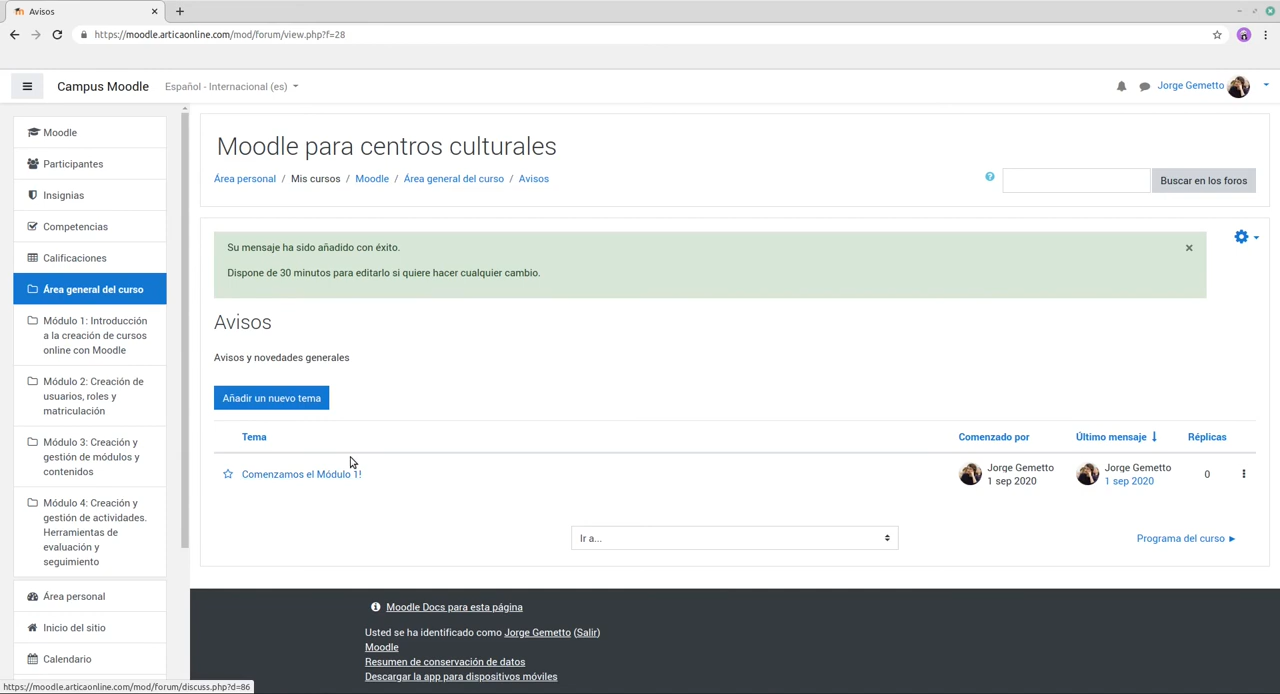 Avisos
https://moodle.articaonline.com/mod/forum/view.php?f=28
Campus Moodle
Español - Internacional (es)
Jorge Gemetto
Moodle
Participantes
Insignias
Competencias
Calificaciones
Área general del curso
Módulo 1: Introducción
a la creación de cursos
online con Moodle
Módulo 2: Creación de
usuarios, roles y
matriculación
Módulo 3: Creación y
gestión de módulos y
contenidos
Módulo 4: Creación y
gestión de actividades.
Herramientas de
evaluación y
seguimiento
Área personal
Inicio del sitio
Calendario
Moodle para centros culturales
Área personal / Mis cursos / Moodle / Área general del curso / Avisos
Buscar en los foros
Su mensaje ha sido añadido con éxito.
Dispone de 30 minutos para editarlo si quiere hacer cualquier cambio.
Avisos
Avisos y novedades generales
Añadir un nuevo tema
Tema Comenzado por Último mensaje Réplicas
Comenzamos el Módulo 1! Jorge Gemetto 1 sep 2020 Jorge Gemetto 1 sep 2020 0
Ir a...
Programa del curso
Moodle Docs para esta página
Usted se ha identificado como Jorge Gemetto (Salir)
Moodle
Resumen de conservación de datos
Descargar la app para dispositivos móviles
https://moodle.articaonline.com/mod/forum/discuss.php?d=86